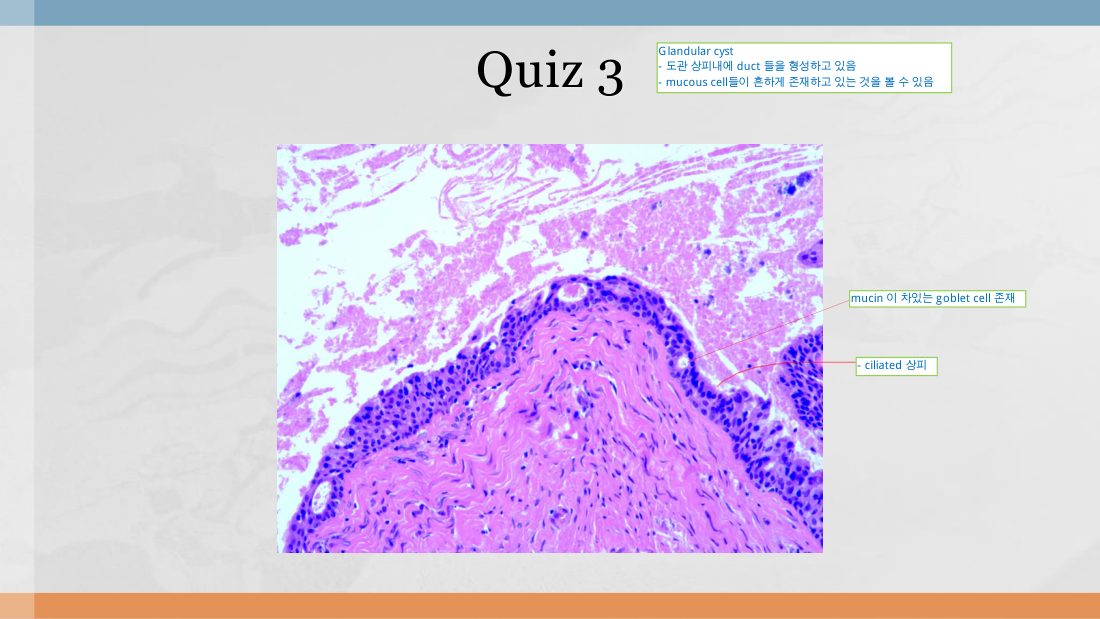 Quiz 3
Glandular cyst
- 도관 상피내에 duct 들을 형성하고 있음
- mucous cell들이 흔하게 존재하고 있는 것을 볼 수 있음
mucin 이 차있는 goblet cell 존재
- ciliated 상피